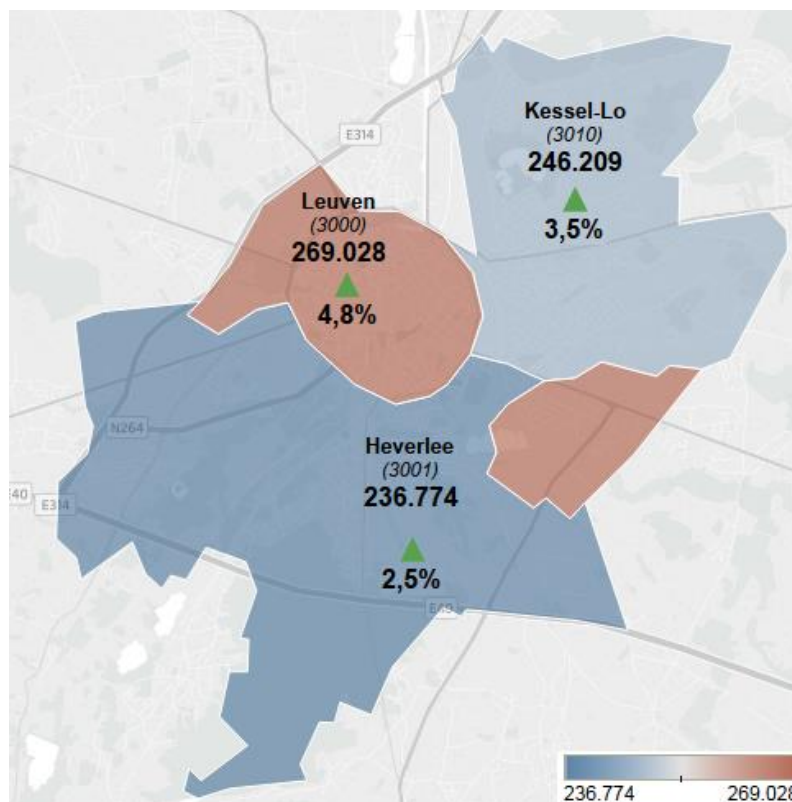 Kessel-Lo
(3010)
246.209
3,5%
E314
Leuven
(3000)
269.028
4,8%
N264
Heverlee
(3001)
236.774
E40
E314
2,5%
E40
236.774
269.028